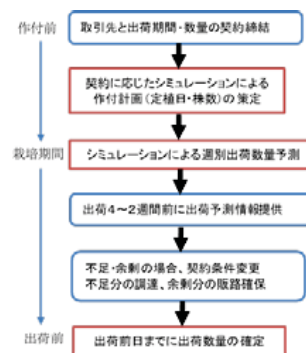 作付前
取引先と出荷期間・数量の契約締結
契約に応じたシミュレーションによる
作付計画(定植日・株数)の策定
栽培期間
シミュレーションによる週別出荷数量予測
出荷4~2週間前に出荷予測情報提供
不足・余剰の場合、契約条件変更
不足分の調達、余剰分の販路確保
出荷前
出荷前日までに出荷数量の確定